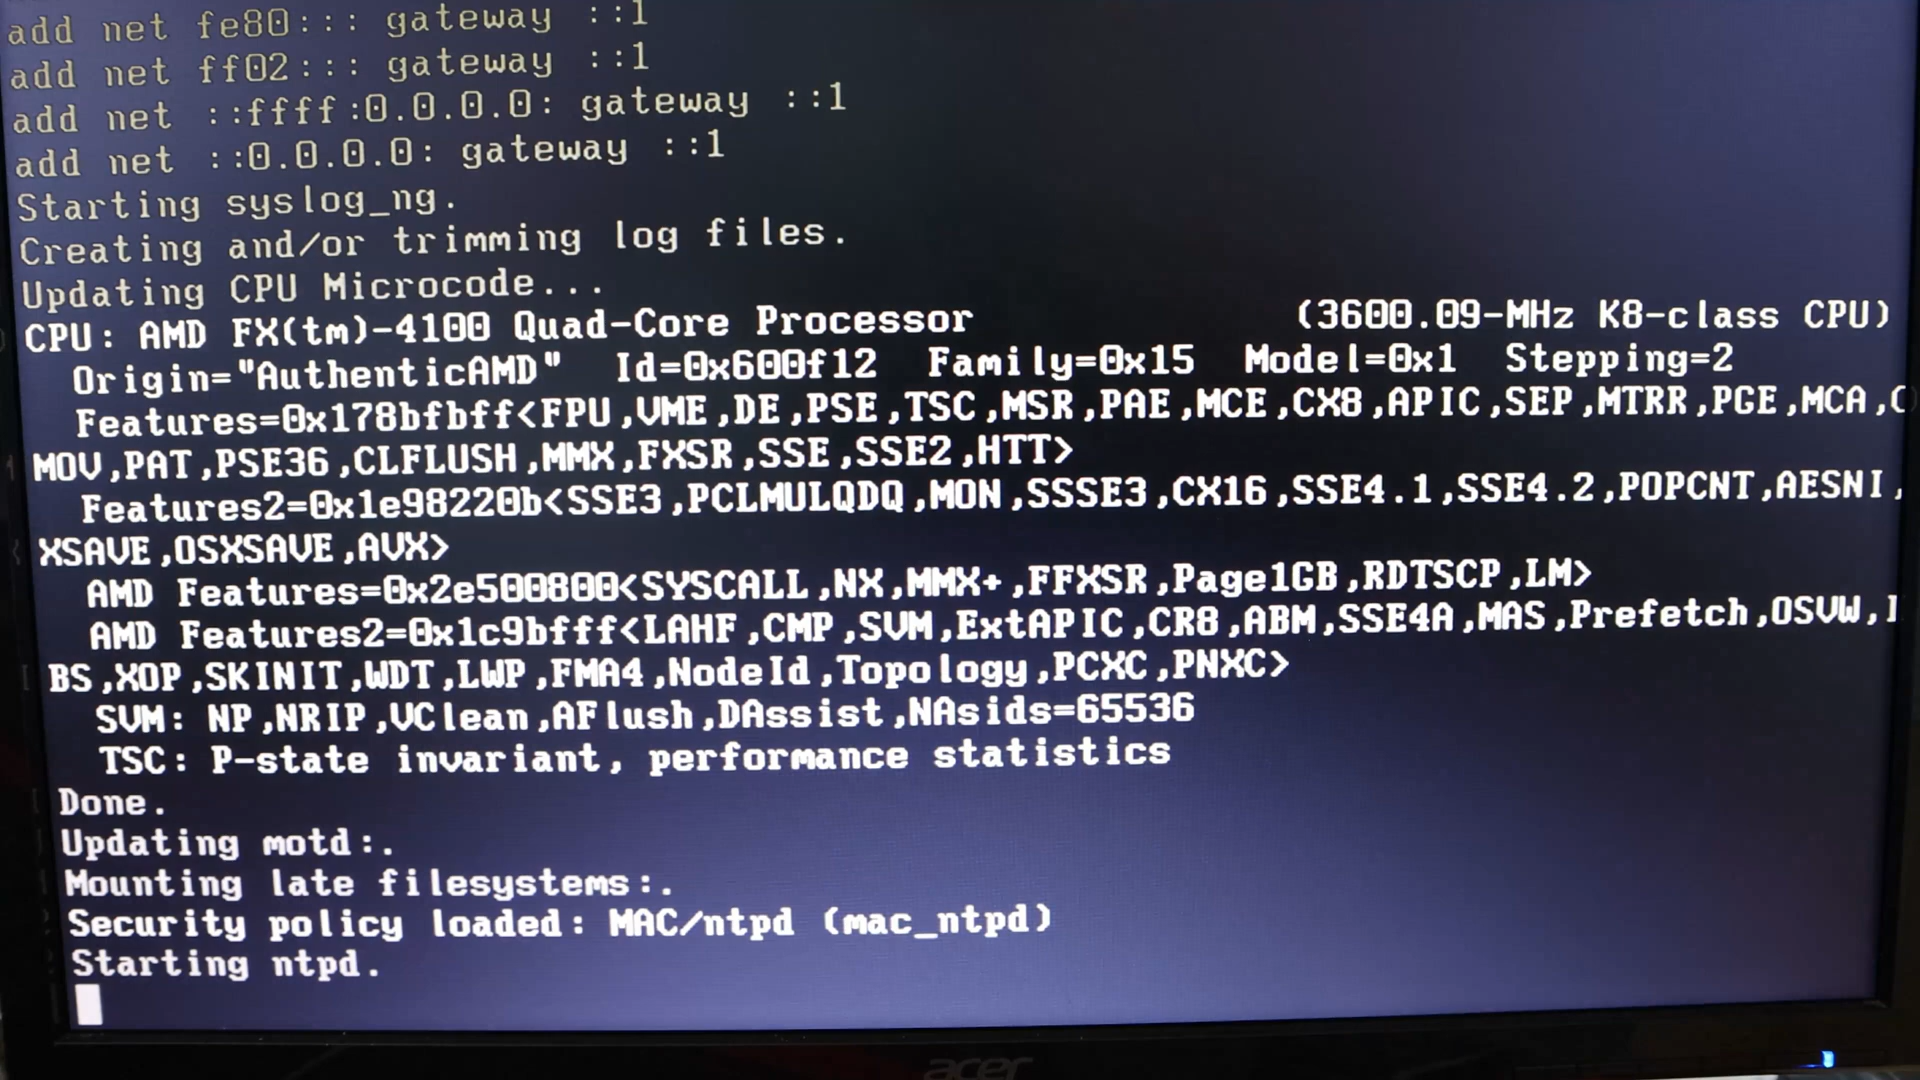 add net fe80::: gateway ::1
add net ff02::: gateway ::1
add net ::ffff:0.0.0.0: gateway ::1
add net ::0.0.0.0: gateway ::1
Starting syslog_ng.
Creating and/or trimming log files.
Updating CPU Microcode...
CPU: AMD FX(tm)-4100 Quad-Core Processor (3600.09-MHz K8-class CPU)
Origin="AuthenticAMD" Id=0x600f12 Family=0x15 Model=0x1 Stepping=2
Features=0x178bfbff<FPU,VME,DE,PSE,TSC,MSR,PAE,MCE,CX8,APIC,SEP,MTRR,PGE,MCA,C
MOV,PAT,PSE36,CLFLUSH,MMX,FXSR,SSE,SSE2,HTT>
Features2=0x1e98220b<SSE3,PCLMULQDQ,MON,SSSE3,CX16,SSE4.1,SSE4.2,POPCNT,AESNI,
XSAVE,OSXSAVE,AVX>
AMD Features=0x2e500800<SYSCALL,NX,MMX+,FFXSR,Page1GB,RDTSCP,LM>
AMD Features2=0x1c9bfff<LAHF,CMP,SVM,ExtAPIC,CR8,ABM,SSE4A,MAS,Prefetch,OSVW,I
BS,XOP,SKINIT,WDT,LWP,FMA4,NodeId,Topology,PCXC,PNXC>
SVM: NP,NRIP,VClean,AFlush,DAssist,NAsids=65536
TSC: P-state invariant, performance statistics
Done.
Updating motd:.
Mounting late filesystems:.
Security policy loaded: MAC/ntpd (mac_ntpd)
Starting ntpd.
acer